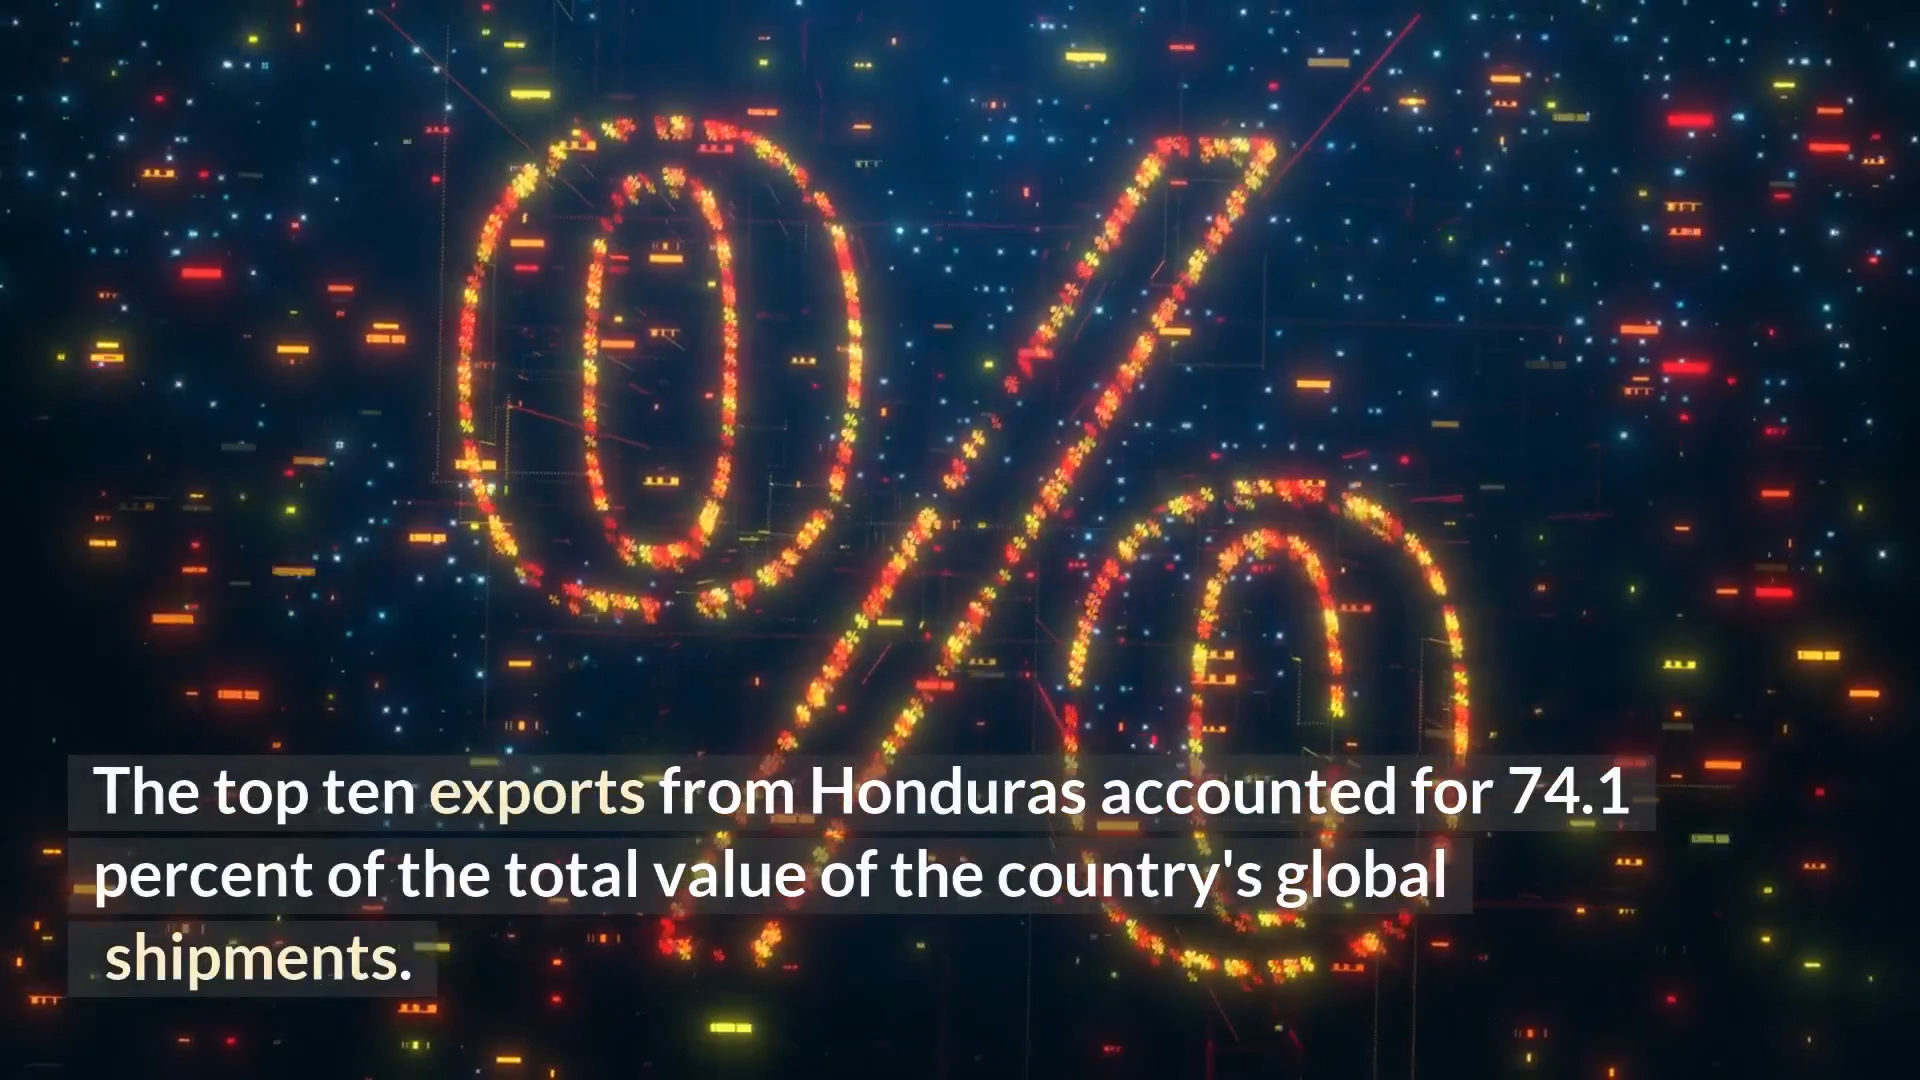 %
The top ten exports from Honduras accounted for 74.1
percent of the total value of the country's global
shipments.